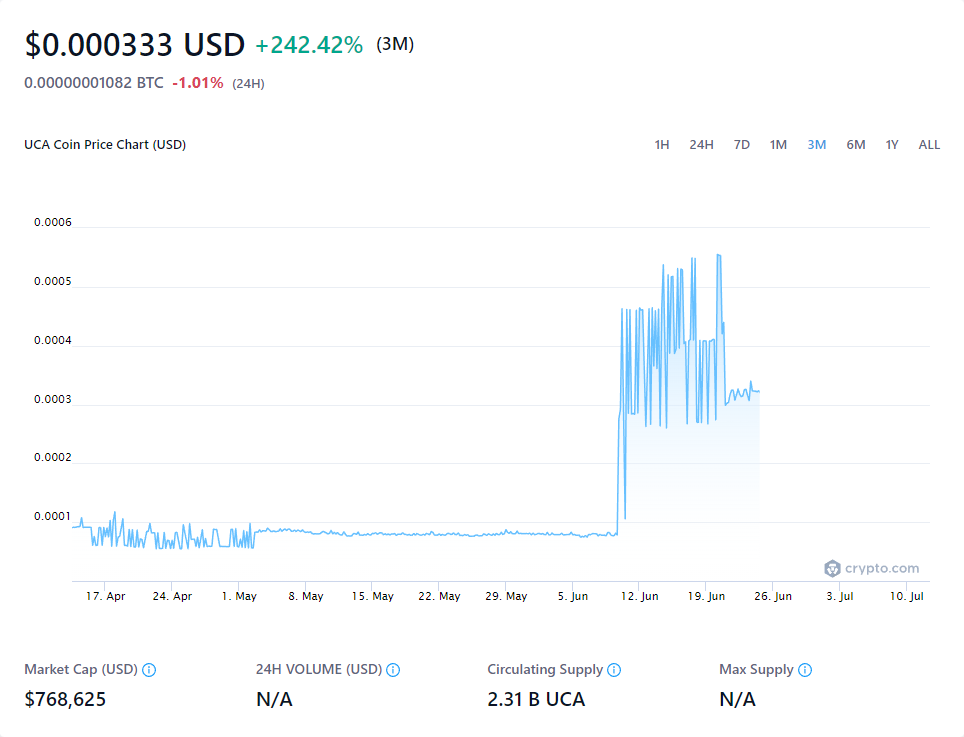 $0.000333 USD +242.42% (3M)
0.00000001082 BTC -1.01% (24H)
UCA Coin Price Chart (USD) 1H 24H 7D 1M 3M 6M 1Y ALL
0.0006
0.0005
0.0004
0.0003
0.0002
0.0001
crypto.com
17. Apr 24. Apr 1. May 8. May 15. May 22. May 29. May 5. Jun 12. Jun 19. Jun 26. Jun 3. Jul 10. Jul
Market Cap (USD) 24H VOLUME (USD) Circulating Supply Max Supply
$768,625 N/A 2.31 B UCA N/A